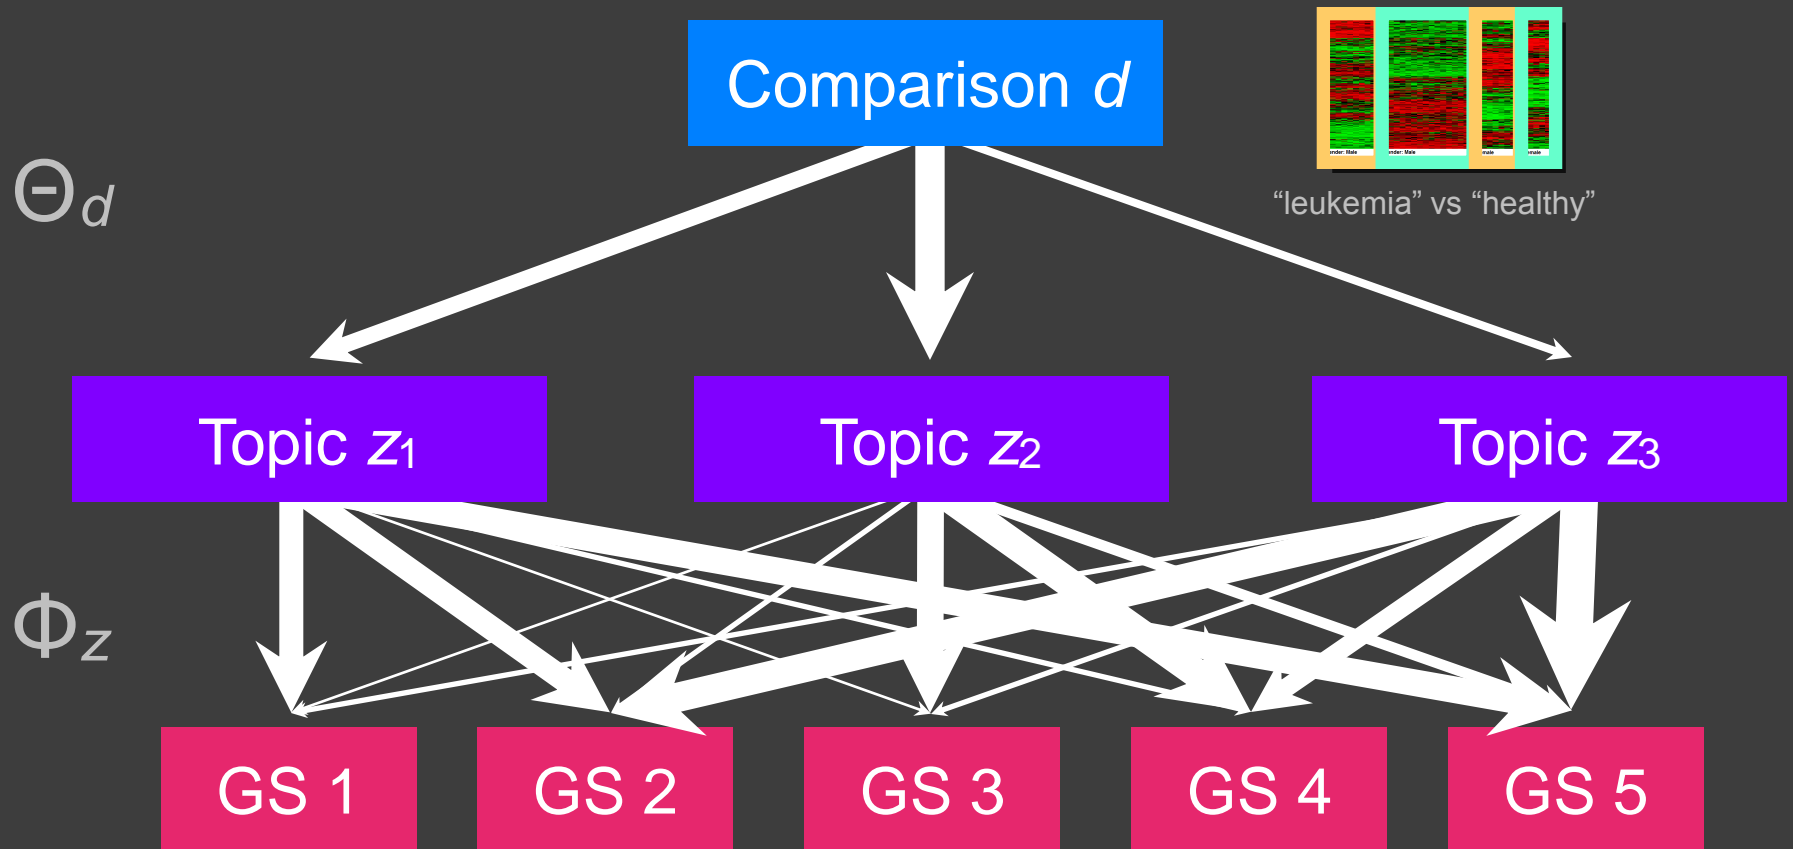 Comparison d
Θd
“leukemia” vs “healthy”
Topic z1
Topic z2
Topic z3
Φz
GS 1
GS 2
GS 3
GS 4
GS 5